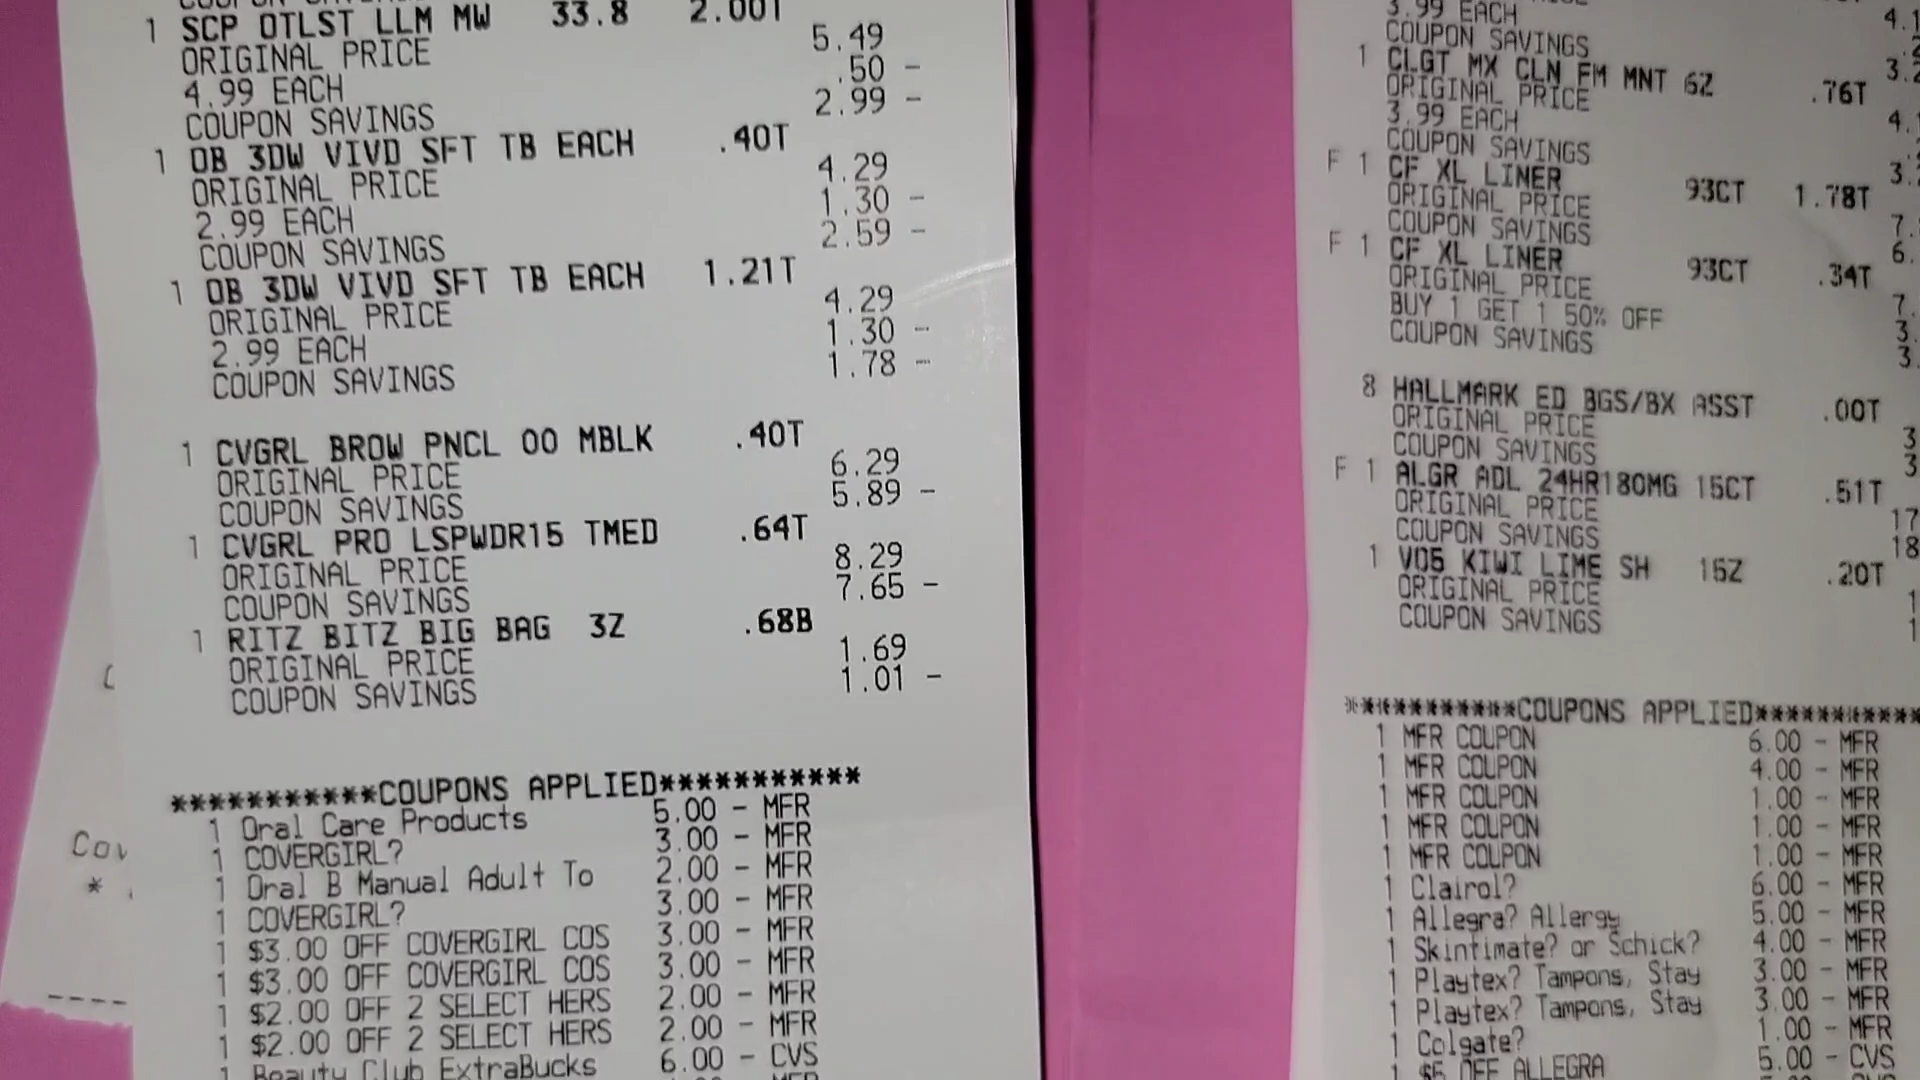 1 SCP OTLST LLM MW 33.8 2.00T
ORIGINAL PRICE 5.49
4.99 EACH .50 -
COUPON SAVINGS 2.99 -
1 OB 3DW VIVD SFT TB EACH .40T
ORIGINAL PRICE 4.29
2.99 EACH 1.30 -
COUPON SAVINGS 2.59 -
1 OB 3DW VIVD SFT TB EACH 1.21T
ORIGINAL PRICE 4.29
2.99 EACH 1.30 -
COUPON SAVINGS 1.78 -
1 CVGRL BROW PNCL 00 MBLK .40T
ORIGINAL PRICE 6.29
COUPON SAVINGS 5.89 -
1 CVGRL PRO LSPWDR15 TMED .64T
ORIGINAL PRICE 8.29
COUPON SAVINGS 7.65 -
1 RITZ BITZ BIG BAG 3Z .68B
ORIGINAL PRICE 1.69
COUPON SAVINGS 1.01 -
***********COUPONS APPLIED***********
1 Oral Care Products 5.00 - MFR
1 COVERGIRL? 3.00 - MFR
1 Oral B Manual Adult To 2.00 - MFR
1 COVERGIRL? 3.00 - MFR
1 $3.00 OFF COVERGIRL COS 3.00 - MFR
1 $3.00 OFF COVERGIRL COS 3.00 - MFR
1 $2.00 OFF 2 SELECT HERS 2.00 - MFR
1 $2.00 OFF 2 SELECT HERS 2.00 - MFR
1 Beauty Club ExtraBucks 6.00 - CVS
3.99 EACH
COUPON SAVINGS
1 CLGT MX CLN FM MNT 6Z .76T
ORIGINAL PRICE 4.
3.99 EACH
COUPON SAVINGS 3.
F 1 CF XL LINER 93CT 1.78T
ORIGINAL PRICE 7.
COUPON SAVINGS 6.
F 1 CF XL LINER 93CT .34T
ORIGINAL PRICE 7.
BUY 1 GET 1 50% OFF 3.
COUPON SAVINGS 3.
8 HALLMARK ED BGS/BX ASST .00T
ORIGINAL PRICE 3
COUPON SAVINGS 3
F 1 ALGR ADL 24HR180MG 15CT .51T
ORIGINAL PRICE 17
COUPON SAVINGS 18
1 VO5 KIWI LIME SH 15Z .20T
ORIGINAL PRICE 1
COUPON SAVINGS 1
***********COUPONS APPLIED***********
1 MFR COUPON 6.00 - MFR
1 MFR COUPON 4.00 - MFR
1 MFR COUPON 1.00 - MFR
1 MFR COUPON 1.00 - MFR
1 MFR COUPON 1.00 - MFR
1 Clairol? 6.00 - MFR
1 Allegra? Allergy 5.00 - MFR
1 Skintimate? or Schick? 4.00 - MFR
1 Playtex? Tampons, Stay 3.00 - MFR
1 Playtex? Tampons, Stay 3.00 - MFR
1 Colgate? 1.00 - MFR
1 $5 OFF ALLEGRA 5.00 - CVS